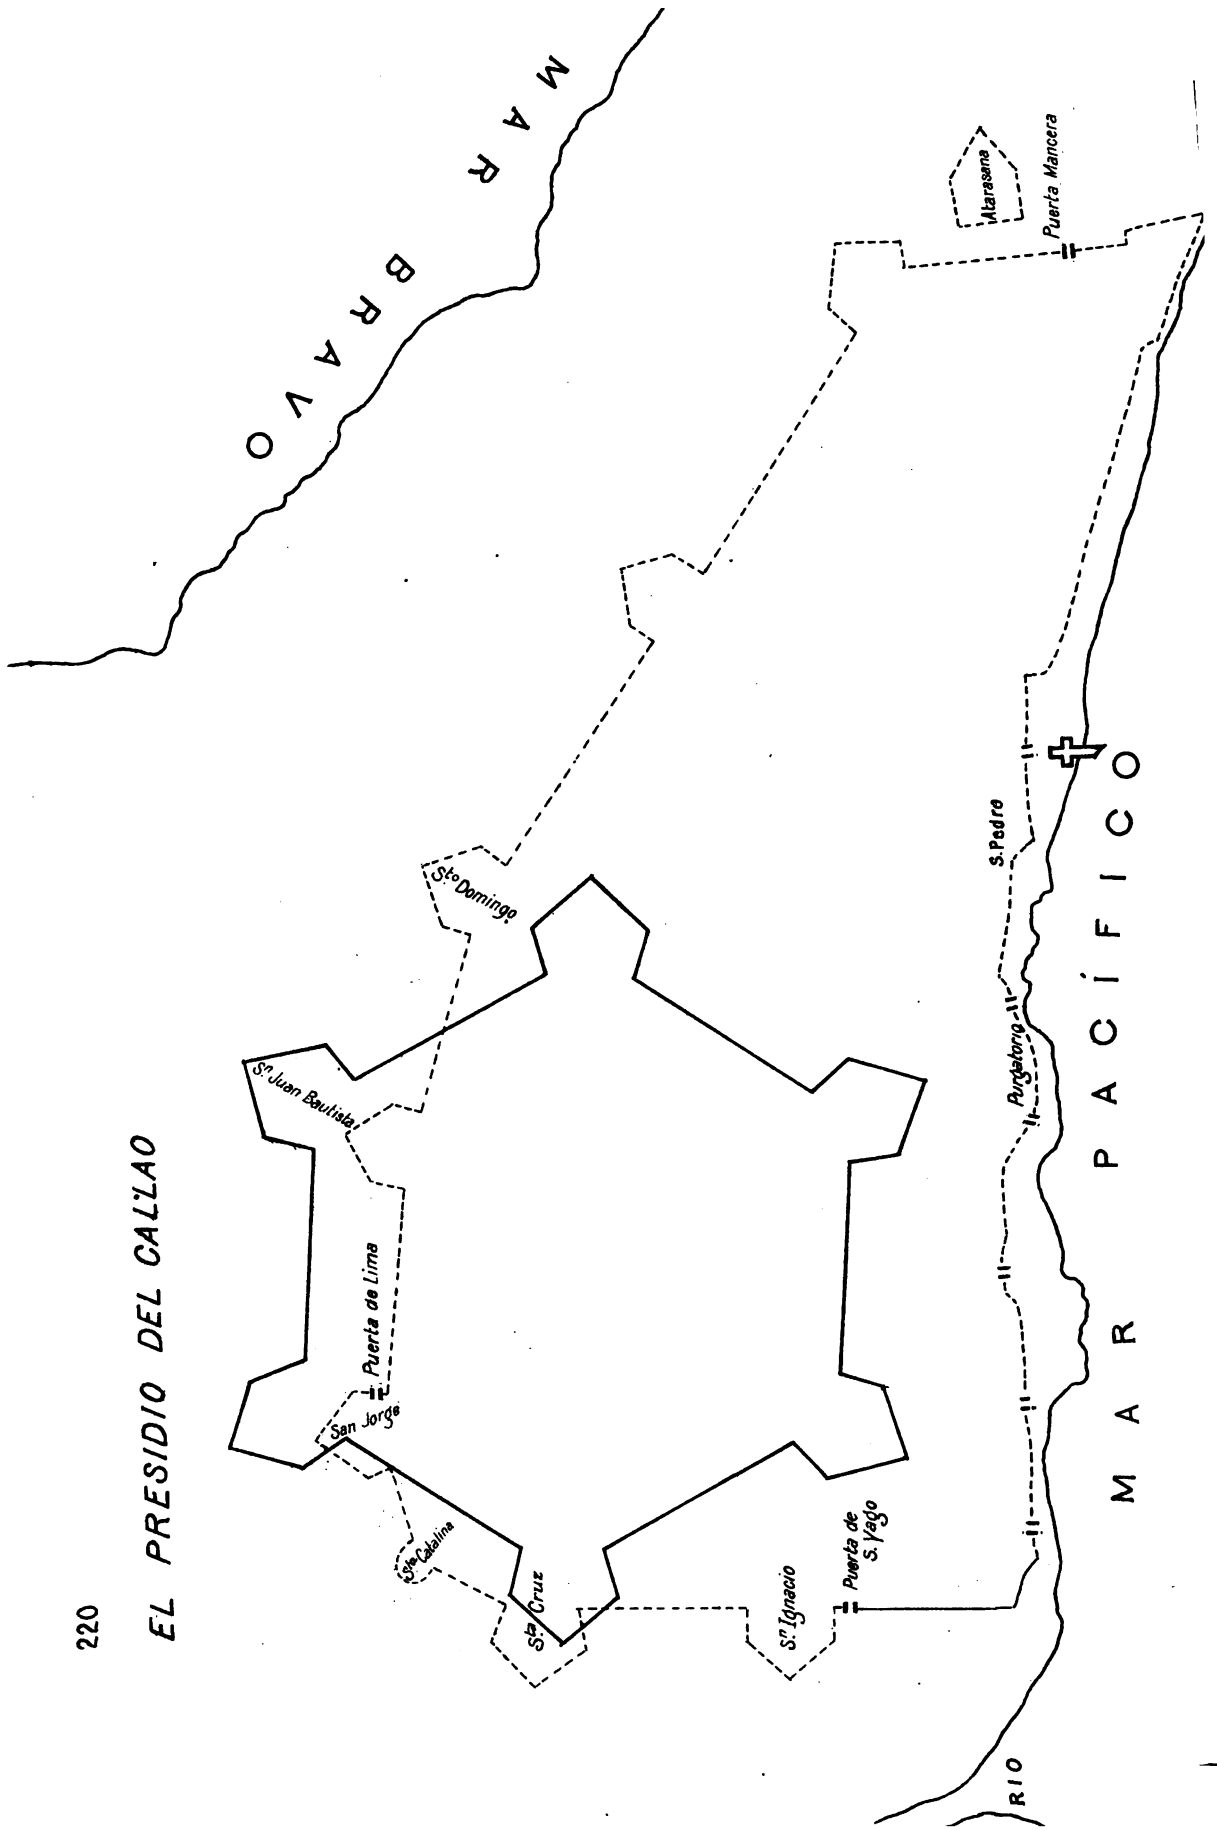 220
EL PRESIDIO DEL CALLAO
MAR BRAVO
Atarasana
Puerta Mancera
Sto Domingo
Sn Juan Bautista
Puerta de Lima
San Jorge
Sta Catalina
Sta Cruz
Sn Ignacio
Puerta de
S. Yago
S. Pedro
Purgatorio
MAR PACÍFICO
RIO